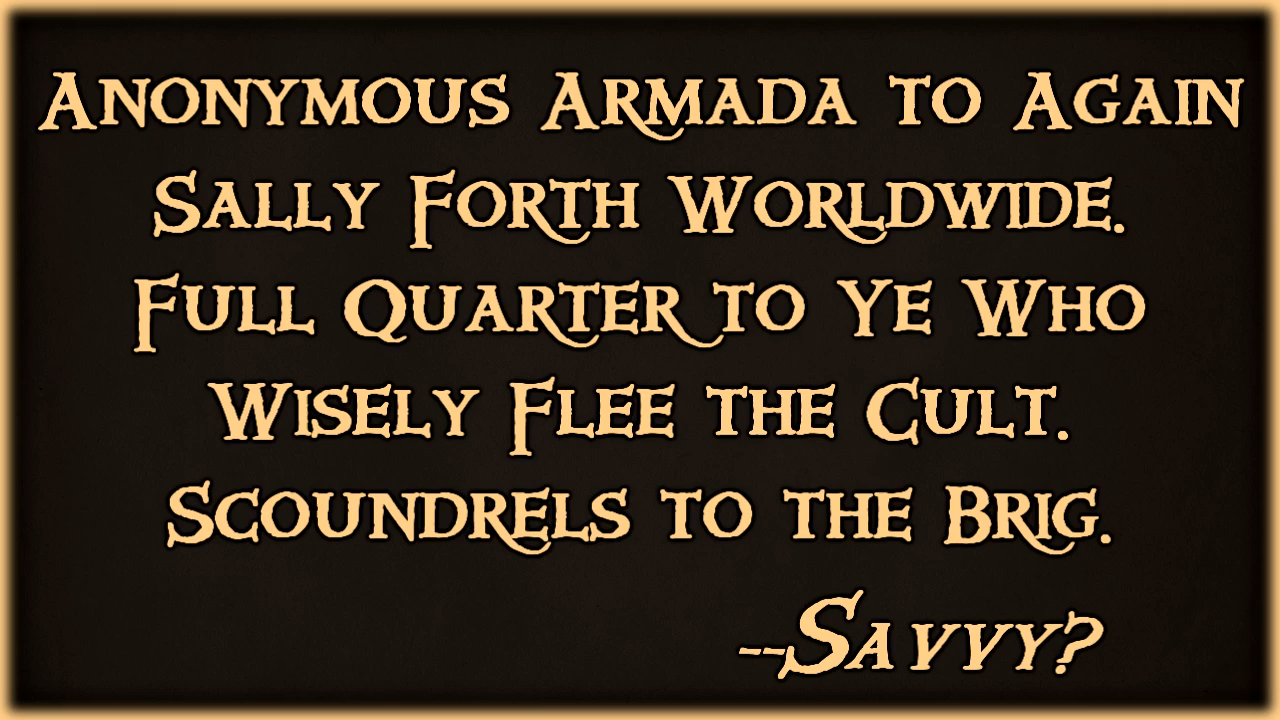 Anonymous Armada to Again
Sally Forth Worldwide.
Full Quarter to Ye Who
Wisely Flee the Cult.
Scoundrels to the Brig.
--Savvy?